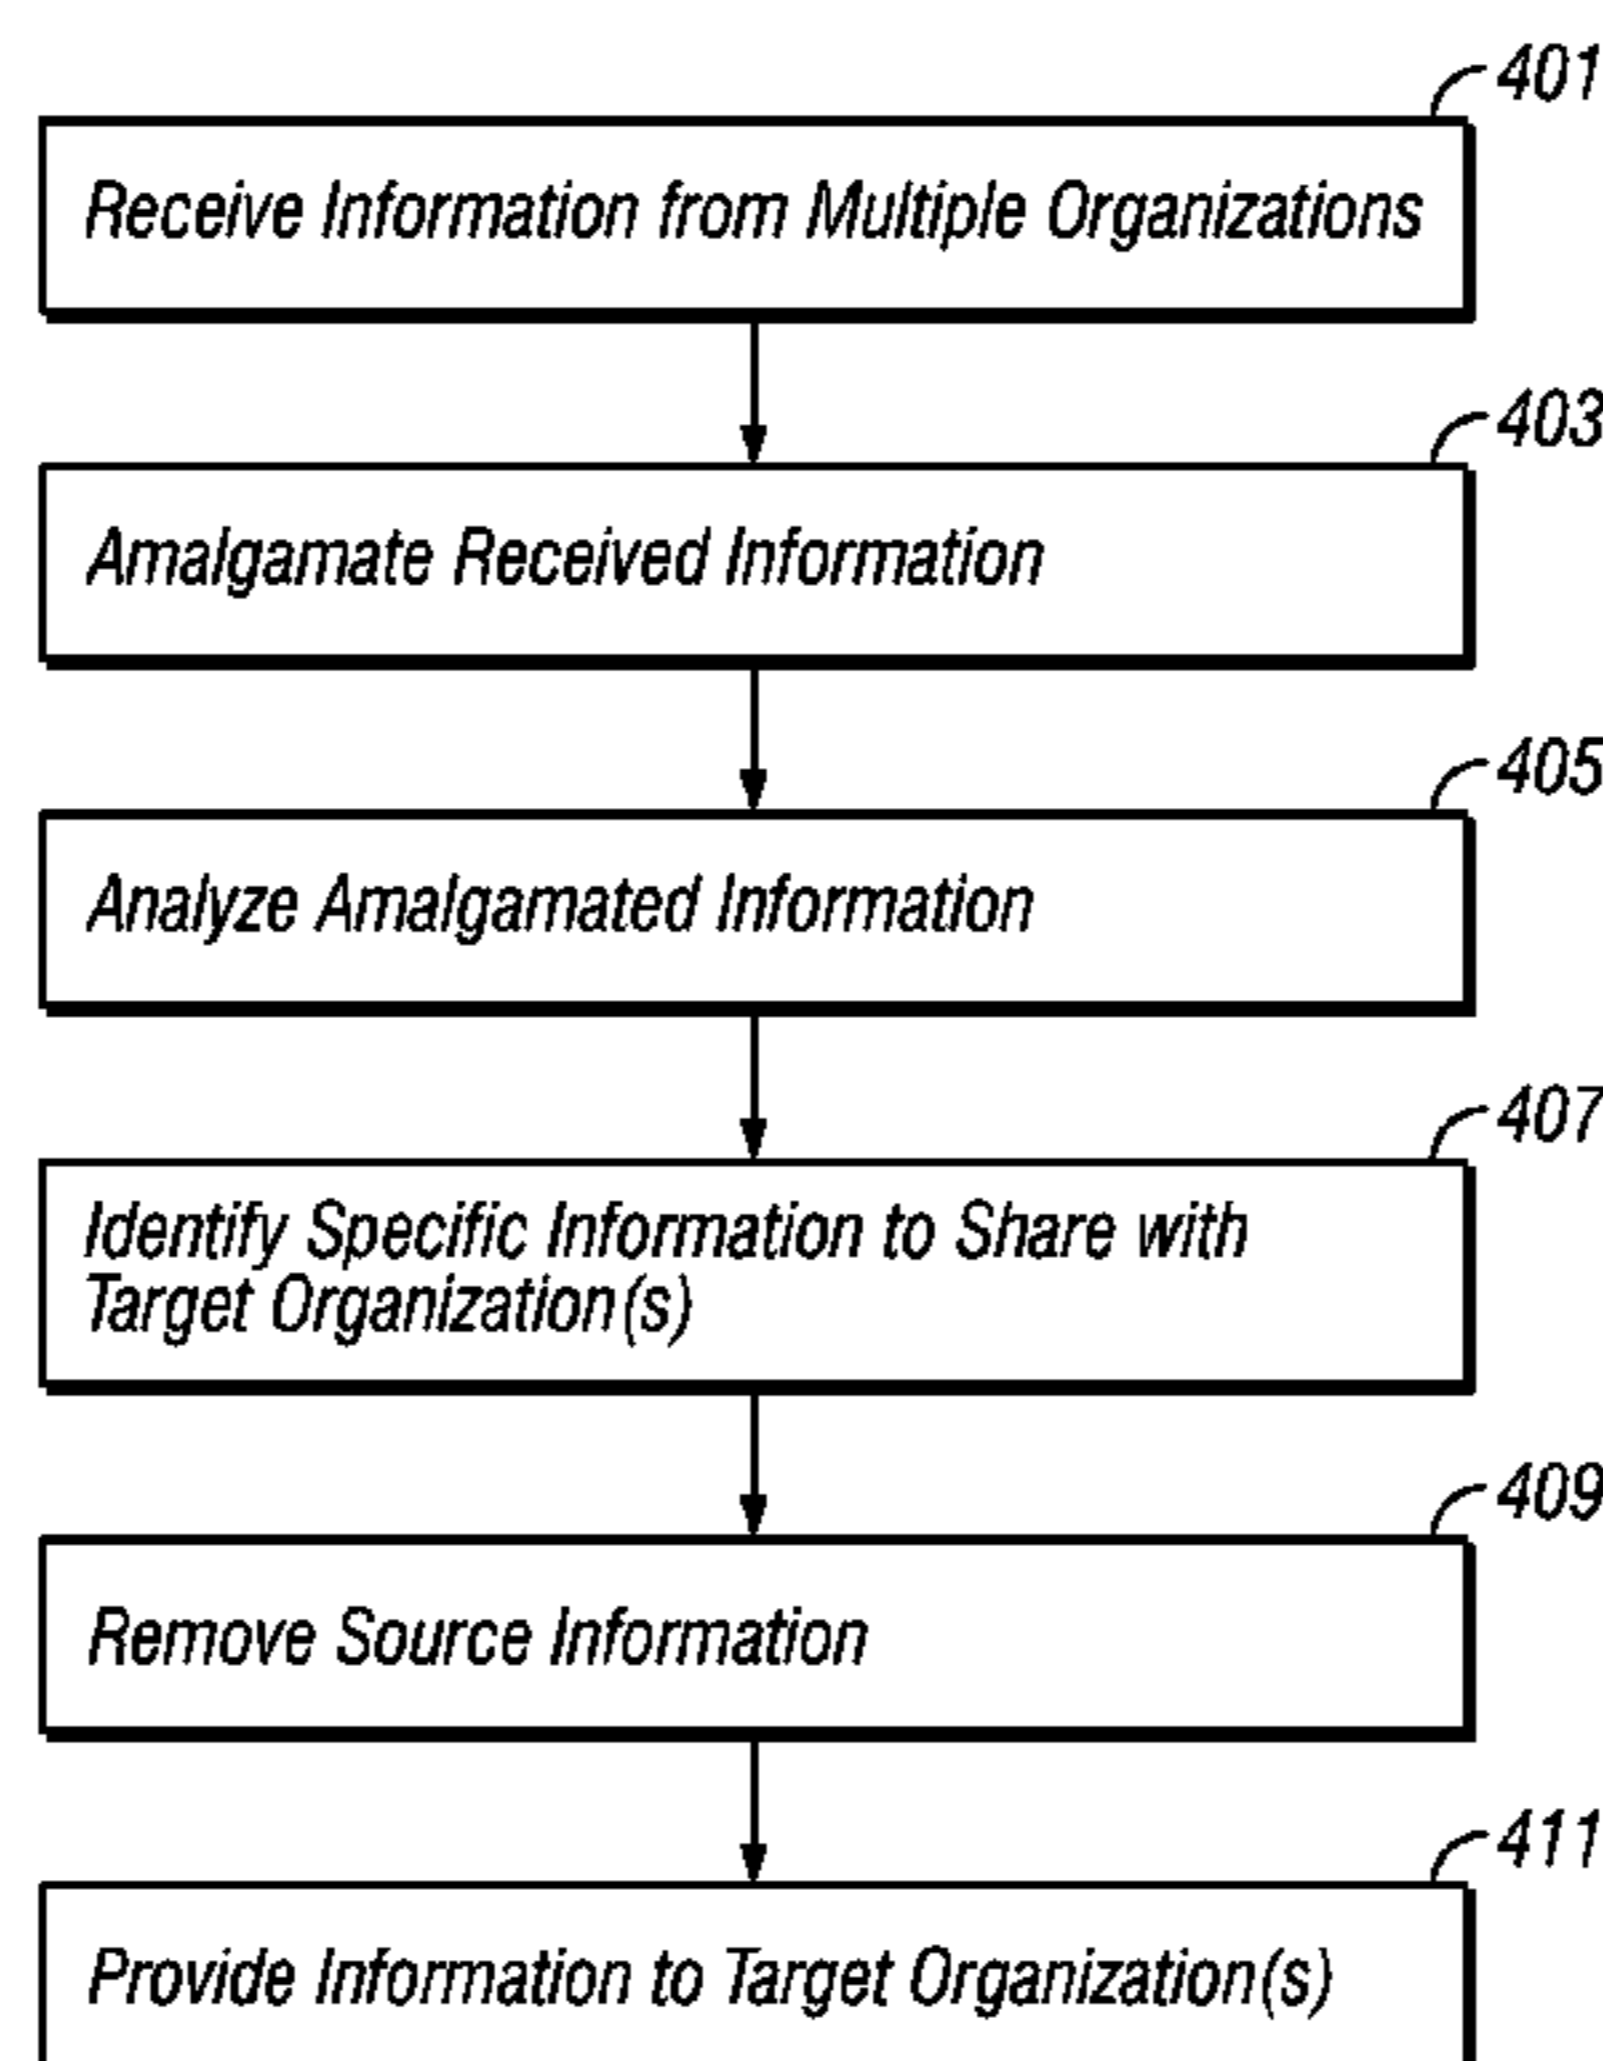 401
Receive Information from Multiple Organizations
403
Amalgamate Received Information
405
Analyze Amalgamated Information
407
Identify Specific Information to Share with
Target Organization(s)
409
Remove Source Information
411
Provide Information to Target Organization(s)